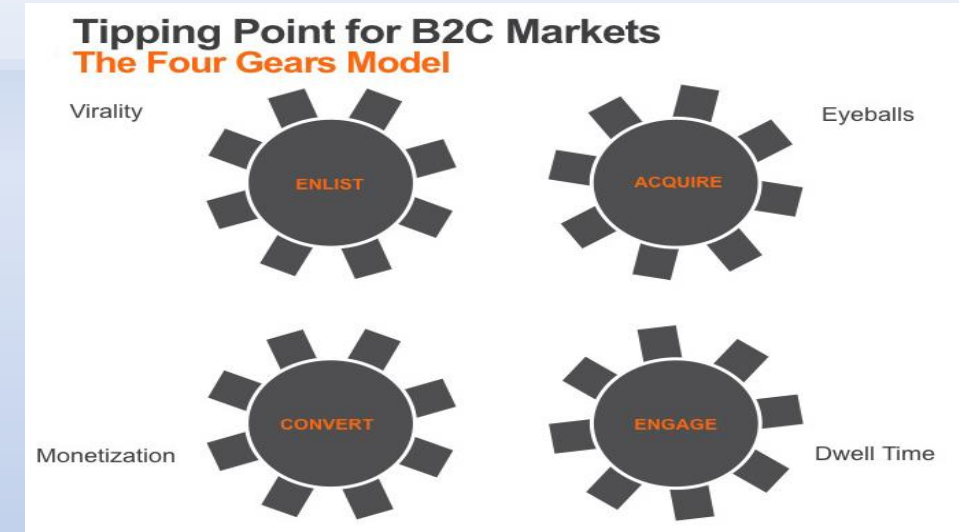 Tipping Point for B2C Markets
The Four Gears Model
Virality
ENLIST
ACQUIRE
Eyeballs
CONVERT
ENGAGE
Monetization
Dwell Time